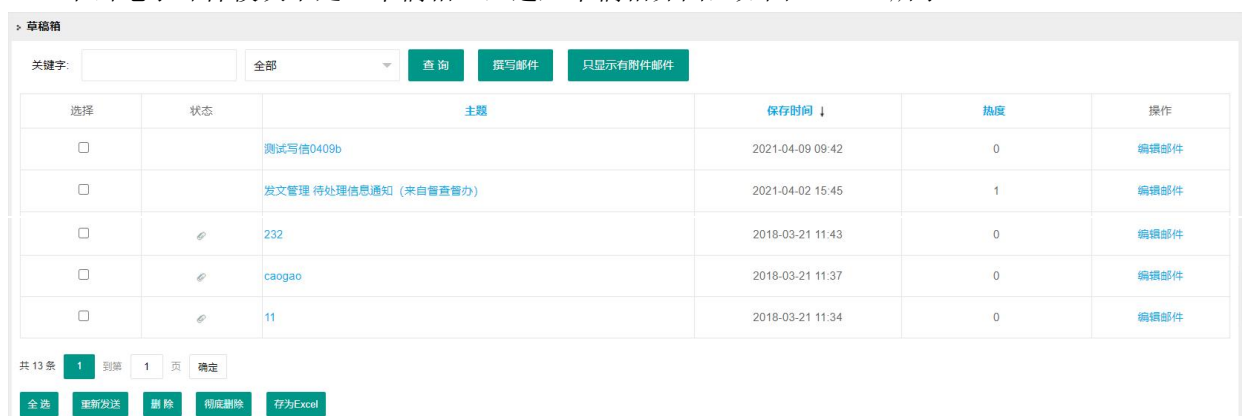 > 草稿箱
关键字: 全部 查 询 撰写邮件 只显示有附件邮件
选择 状态 主题 保存时间 ↓ 热度 操作
测试写信0409b 2021-04-09 09:42 0 编辑邮件
发文管理 待处理信息通知（来自督查督办） 2021-04-02 15:45 1 编辑邮件
232 2018-03-21 11:43 0 编辑邮件
caogao 2018-03-21 11:37 0 编辑邮件
11 2018-03-21 11:34 0 编辑邮件
共 13 条 1 到第 1 页 确定
全 选 重新发送 删 除 彻底删除 存为Excel